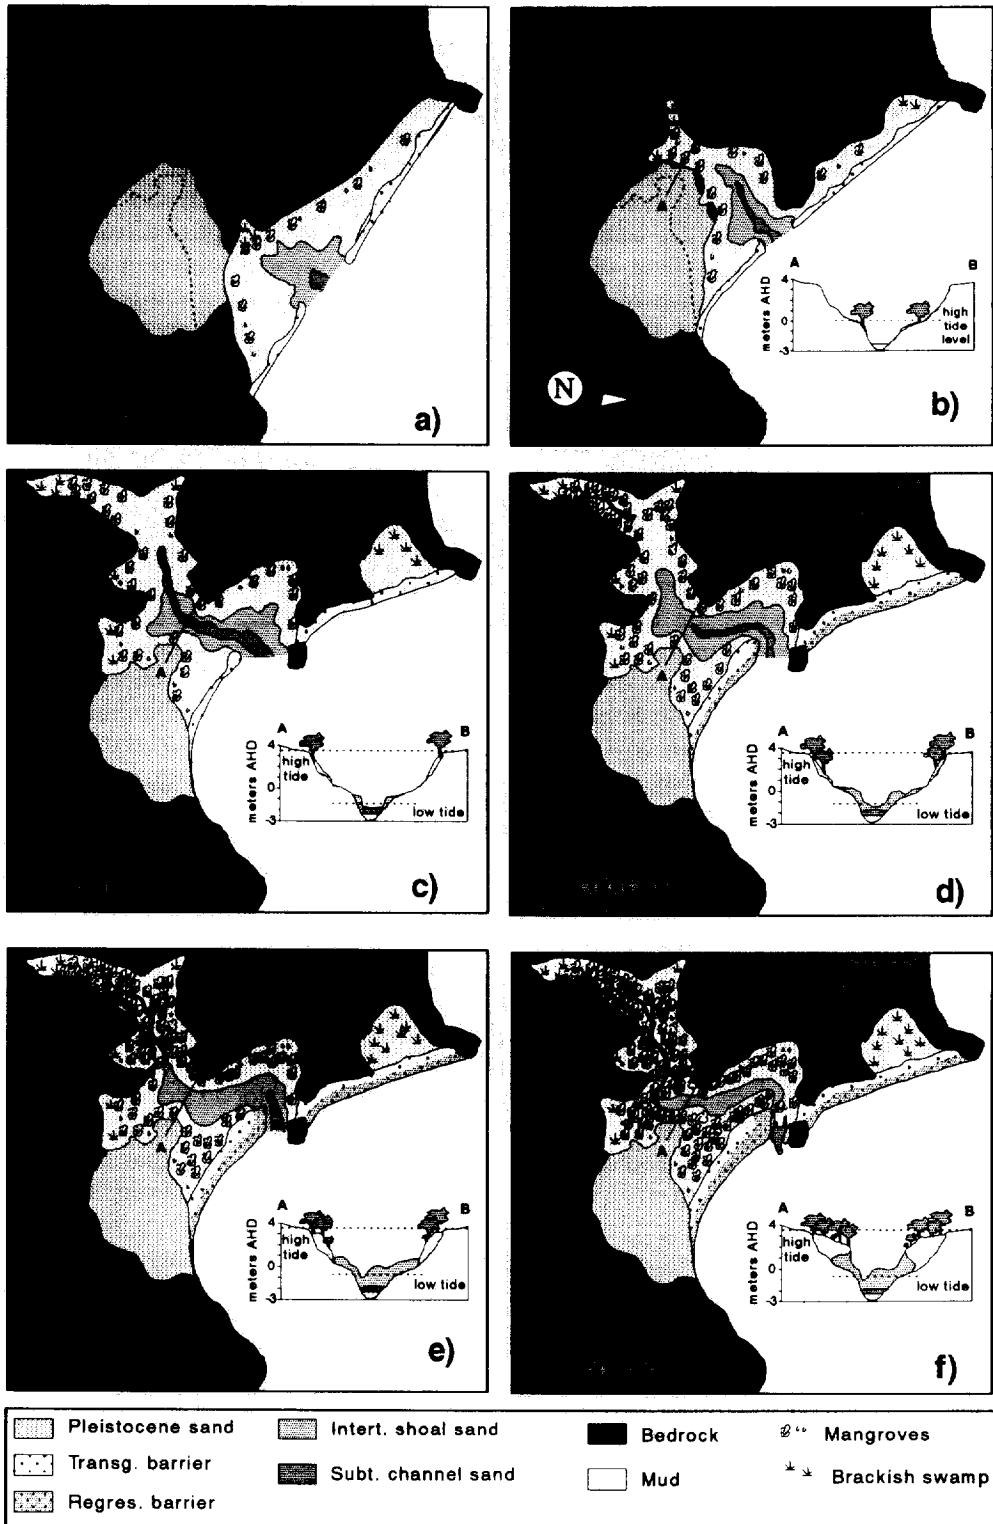 a)
A
A
B
4
0
-3
meters AHD
high
tide
level
N
b)
A
A
B
4
0
-3
meters AHD
high
tide
low tide
c)
A
A
B
4
0
-3
meters AHD
high
tide
low tide
d)
A
A
B
4
0
-3
meters AHD
high
tide
low tide
e)
A
A
B
4
0
-3
meters AHD
high
tide
low tide
f)
Pleistocene sand
Transg. barrier
Regres. barrier
Intert. shoal sand
Subt. channel sand
Bedrock
Mud
Mangroves
Brackish swamp